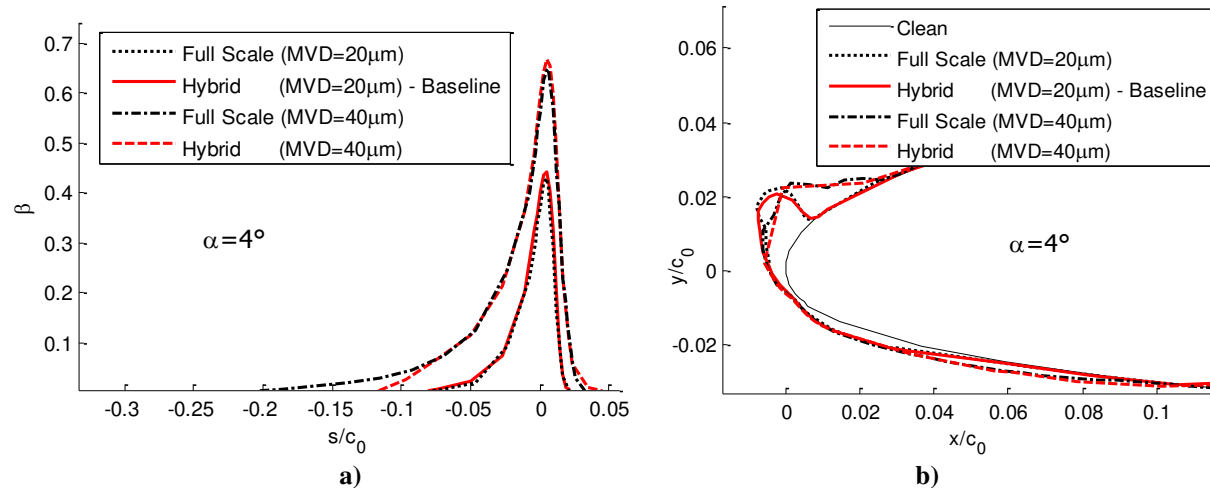 0.7
0.6
0.5
0.4
0.3
0.2
0.1
β
Full Scale (MVD=20μm)
Hybrid (MVD=20μm) - Baseline
Full Scale (MVD=40μm)
Hybrid (MVD=40μm)
α=4°
-0.3 -0.2 -0.1 -0.05 0 0.05
s/c0
a)
0.06
0.04
0.02
0
-0.02
y/c0
Clean
Full Scale (MVD=20μm)
Hybrid (MVD=20μm) - Baseline
Full Scale (MVD=40μm)
Hybrid (MVD=40μm)
α=4°
0 0.02 0.04 0.06 0.08 0.1
x/c0
b)